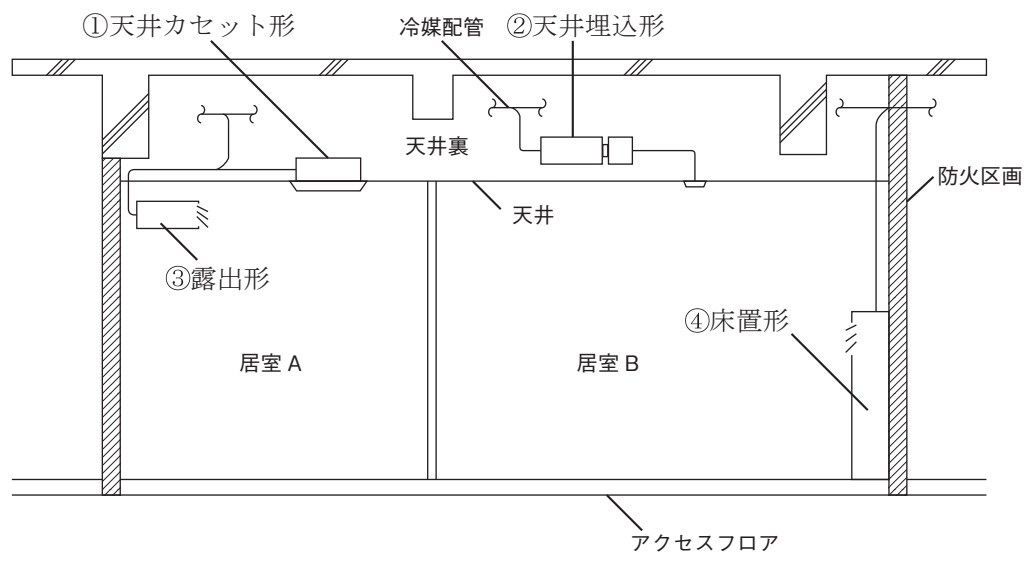 ①天井カセット形
冷媒配管
②天井埋込形
天井裏
防火区画
天井
③露出形
④床置形
居室 A
居室 B
アクセスフロア